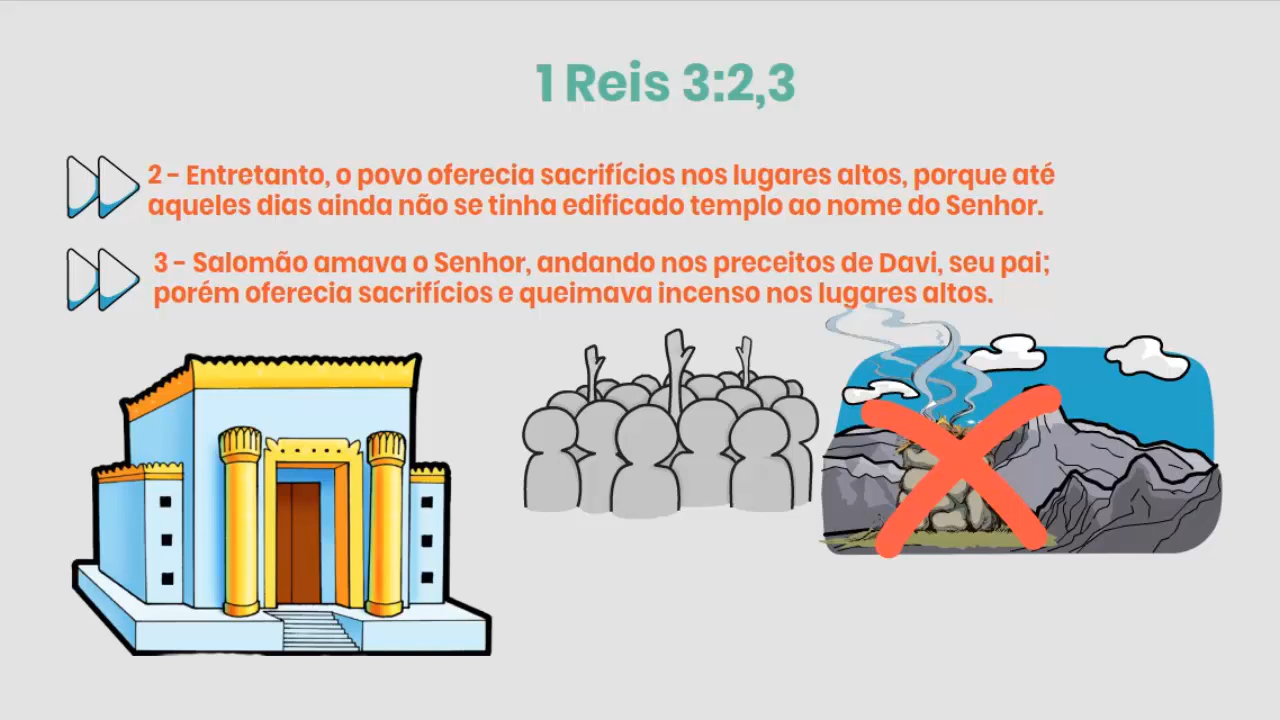 1 Reis 3:2,3
2 - Entretanto, o povo oferecia sacrifícios nos lugares altos, porque até
aqueles dias ainda não se tinha edificado templo ao nome do Senhor.
3 - Salomão amava o Senhor, andando nos preceitos de Davi, seu pai;
porém oferecia sacrifícios e queimava incenso nos lugares altos.